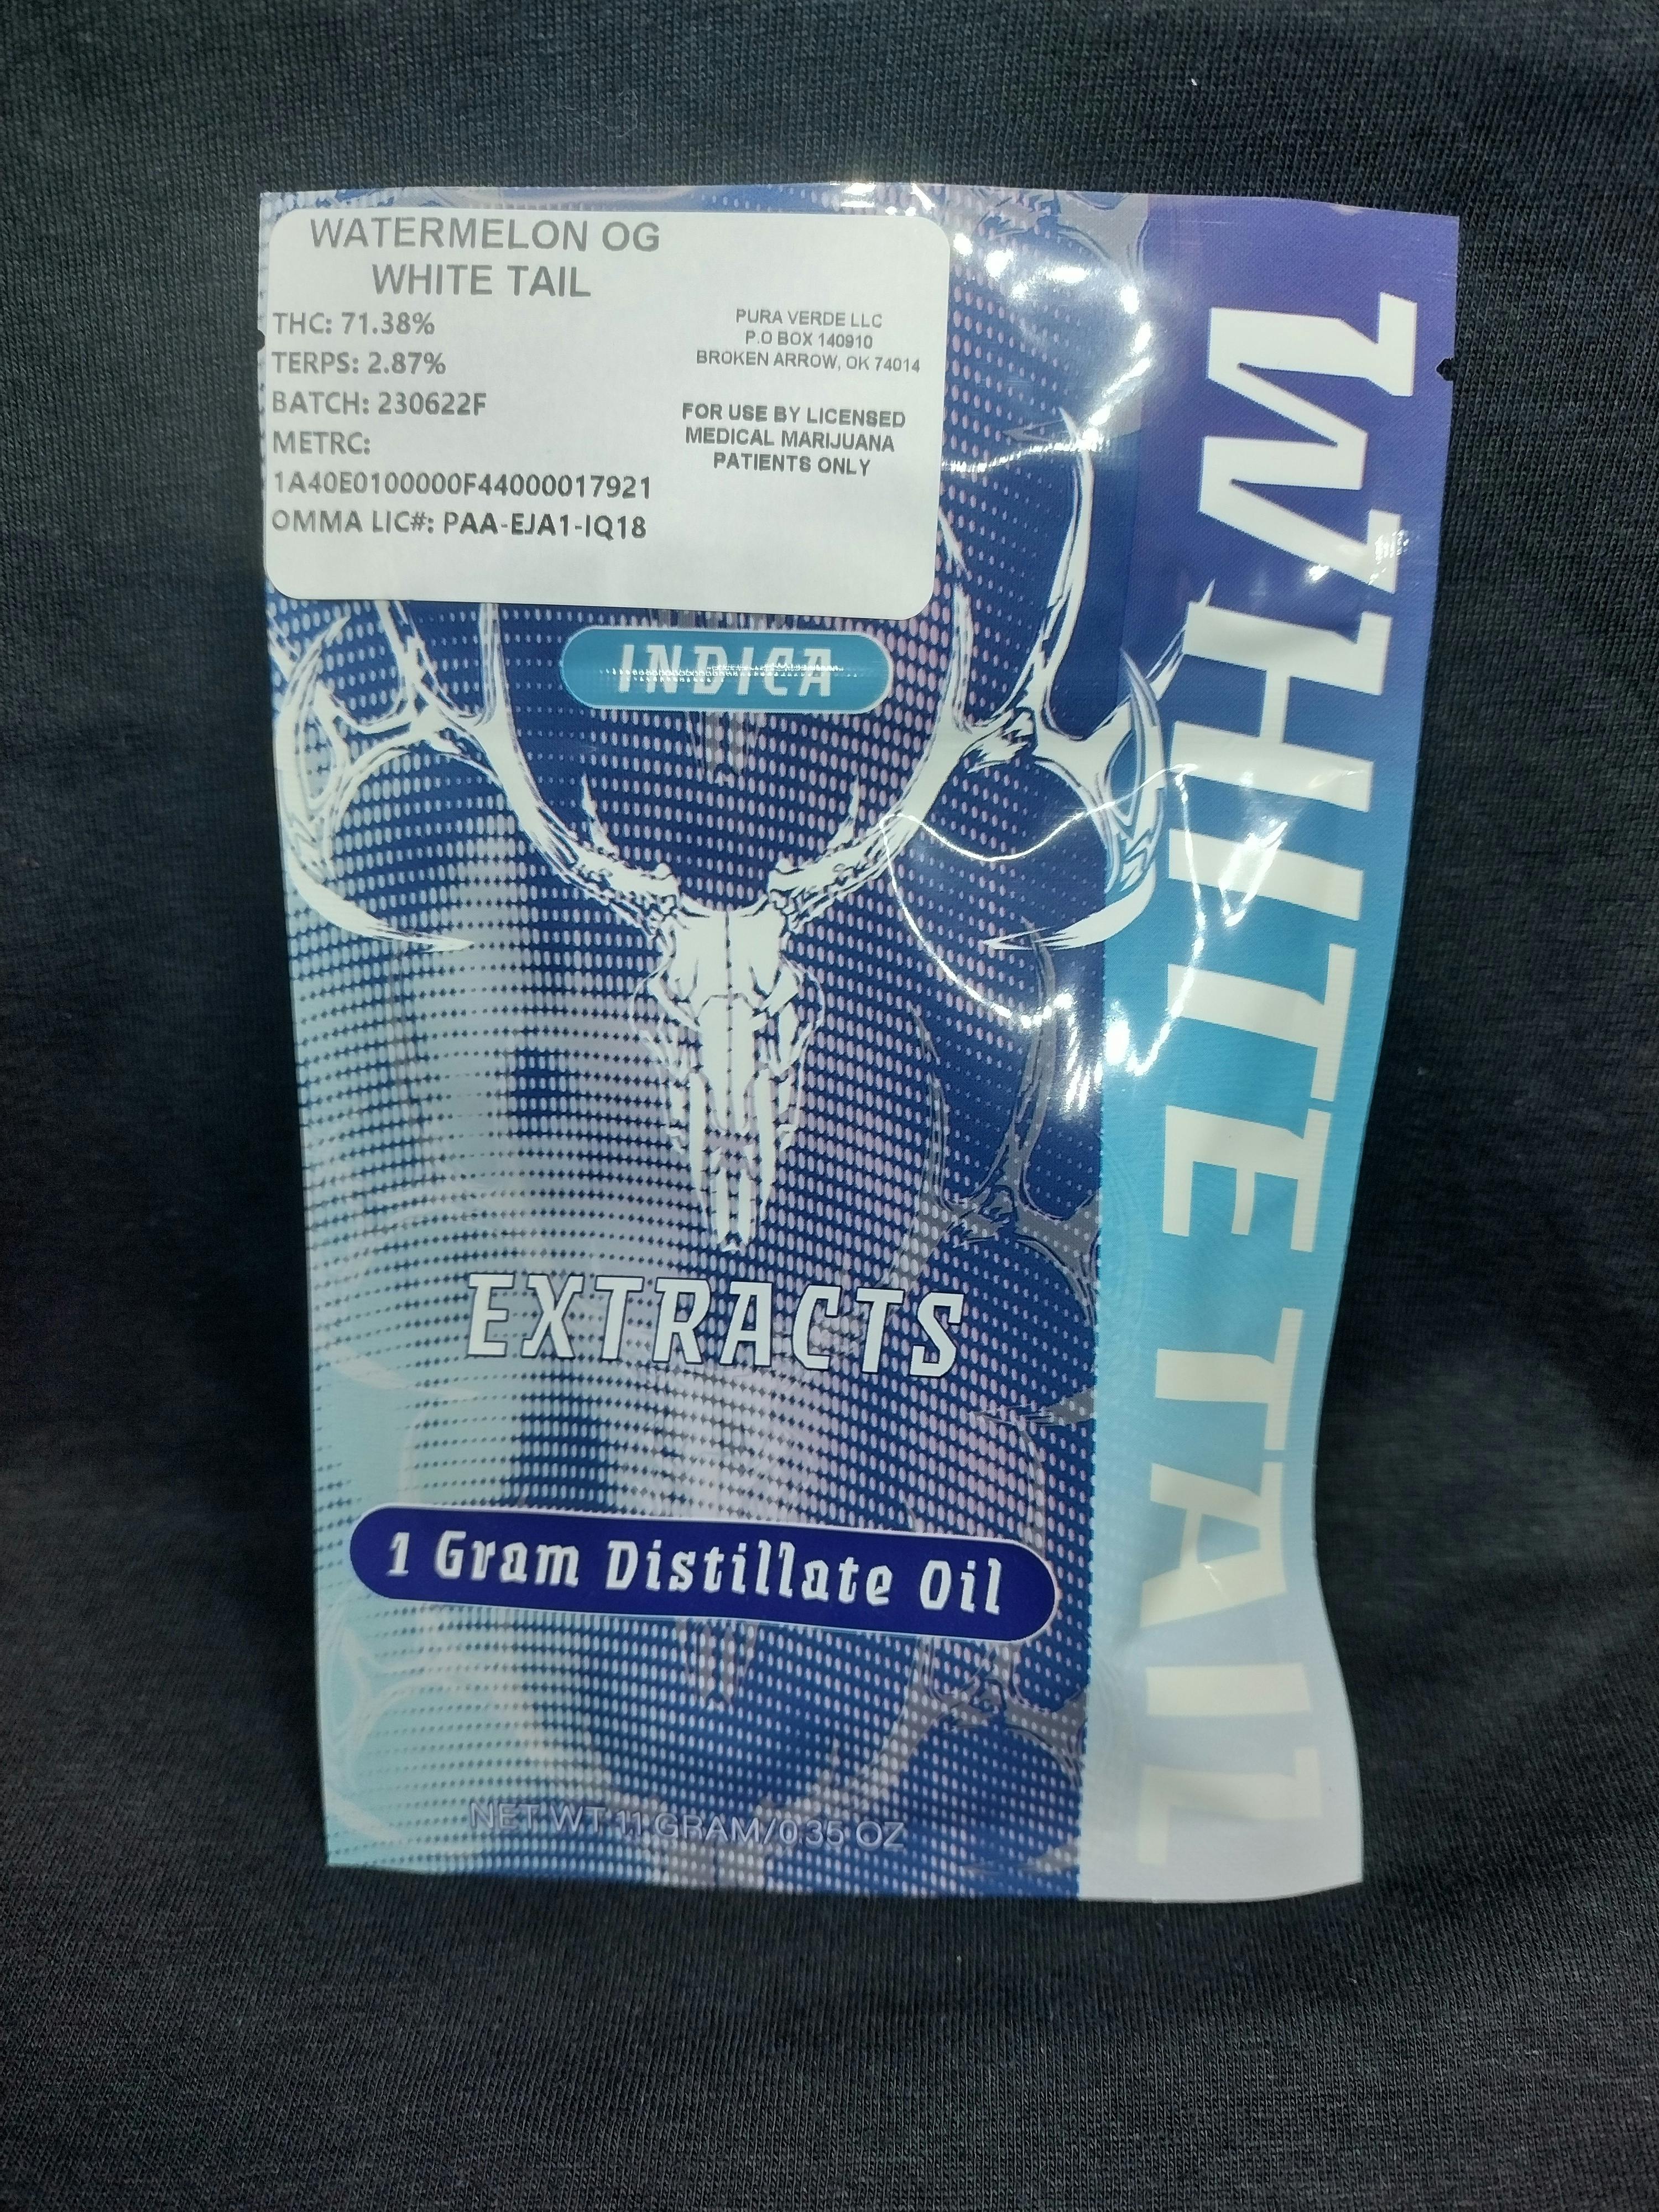 WATERMELON OG
WHITE TAIL
THC: 71.38%
TERPS: 2.87%
BATCH: 230622F
METRC:
1A40E0100000F44000017921
OMMA LIC#: PAA-EJA1-IQ18
PURA VERDE LLC
P.O BOX 140910
BROKEN ARROW, OK 74014
FOR USE BY LICENSED
MEDICAL MARIJUANA
PATIENTS ONLY
INDICA
EXTRACTS
1 Gram Distillate Oil
NET WT 11 GRAM/0.35 OZ
WHITE TAIL